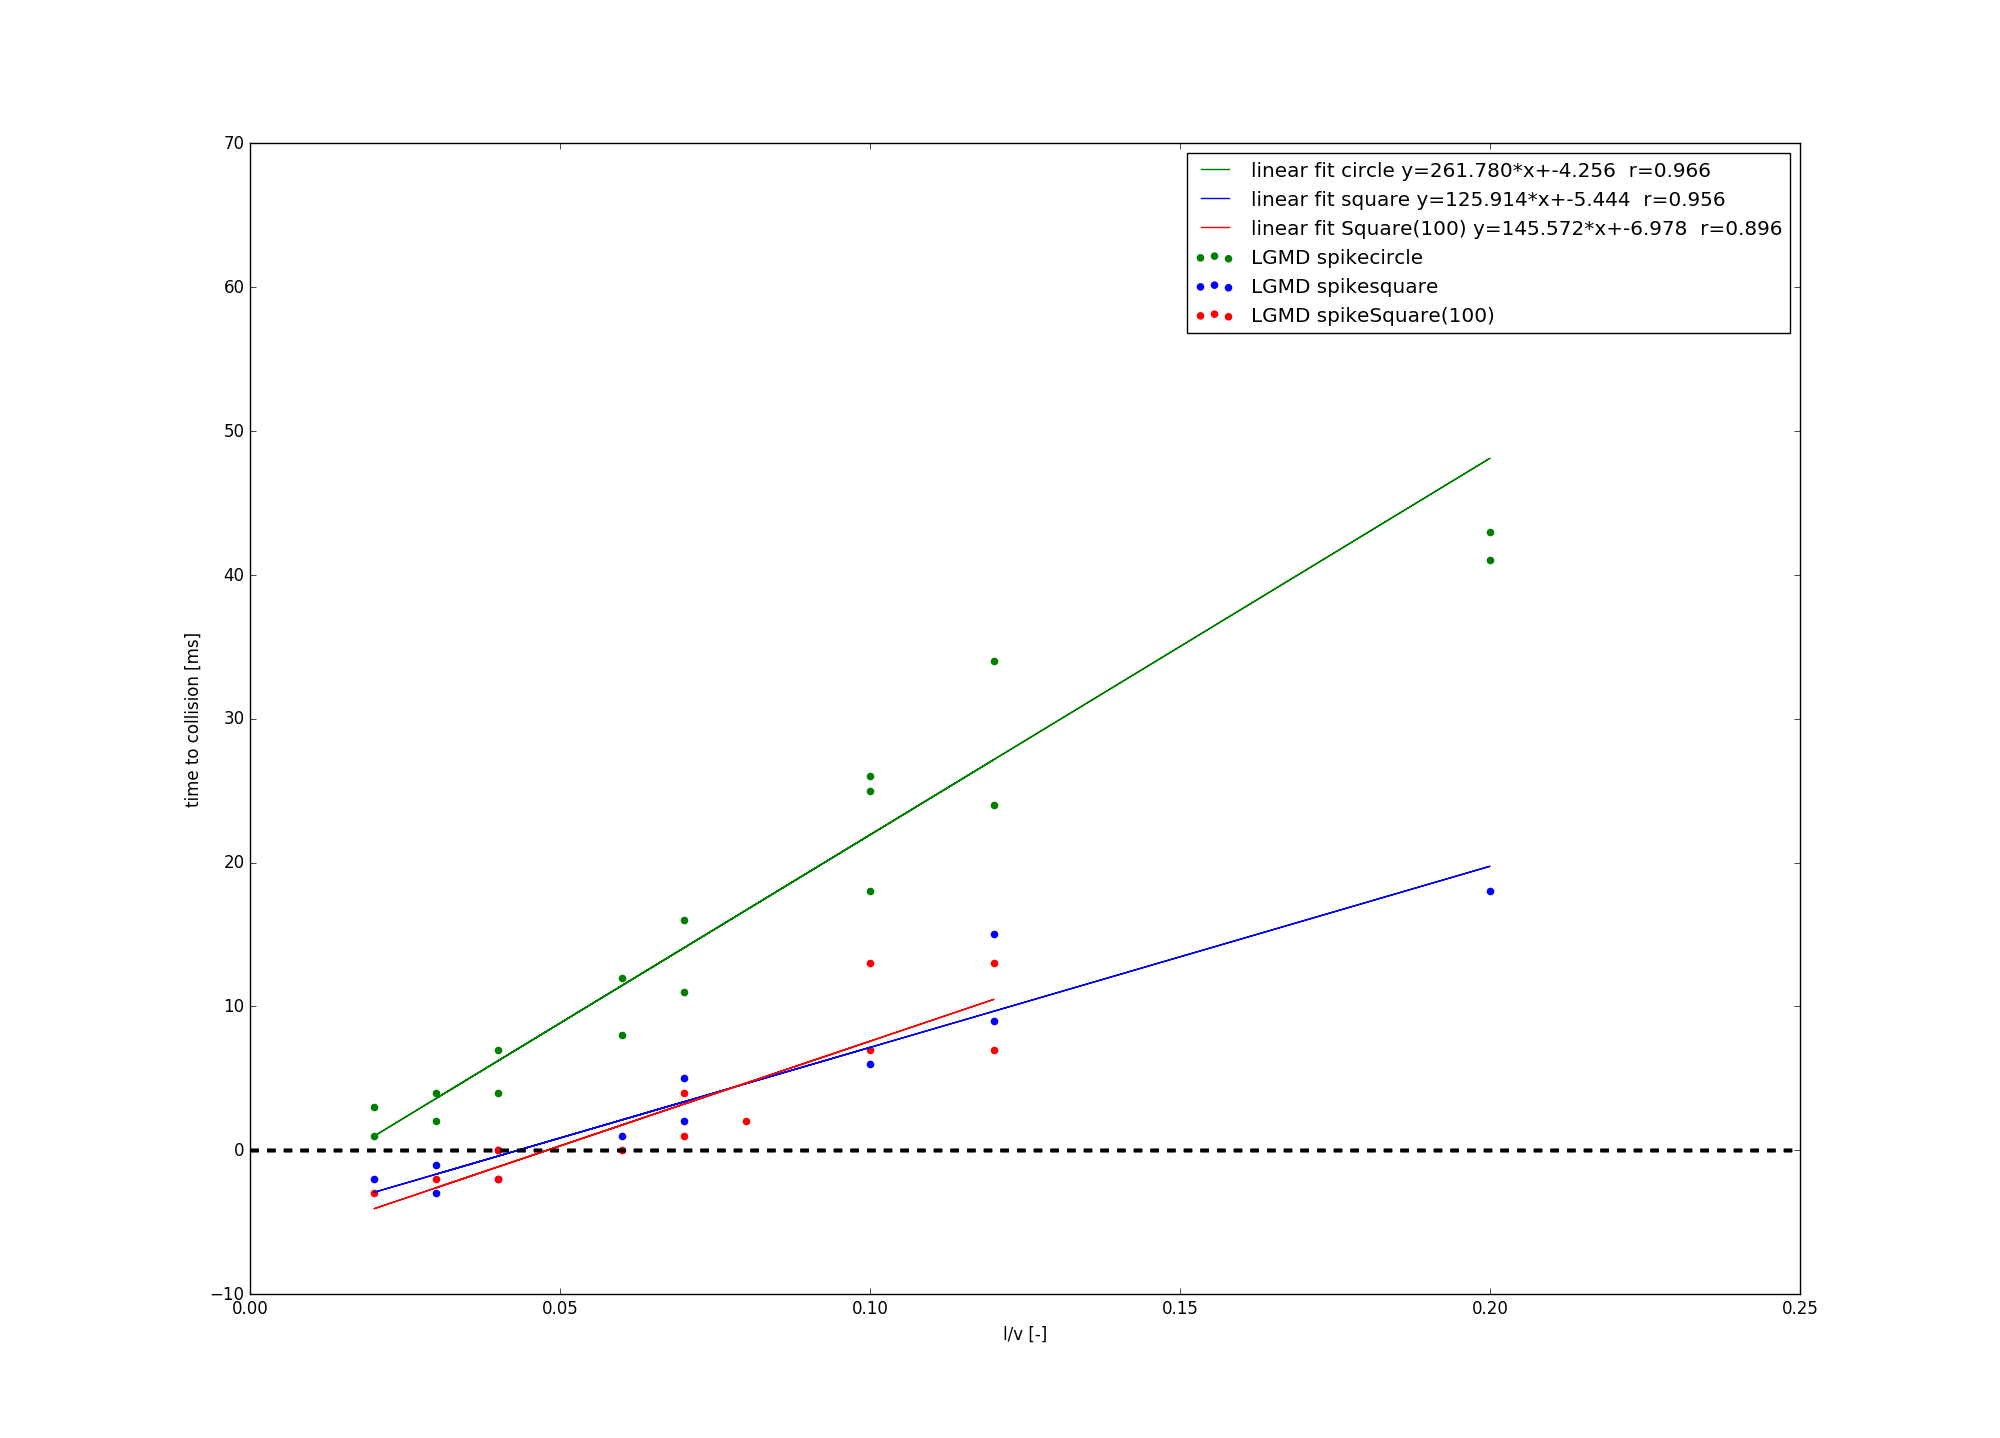 70
60
50
40
30
20
10
0
−10
0.00
0.05
0.10
0.15
0.20
0.25
time to collision [ms]
l/v [-]
linear fit circle y=261.780*x+-4.256  r=0.966
linear fit square y=125.914*x+-5.444  r=0.956
linear fit Square(100) y=145.572*x+-6.978  r=0.896
LGMD spikecircle
LGMD spikesquare
LGMD spikeSquare(100)